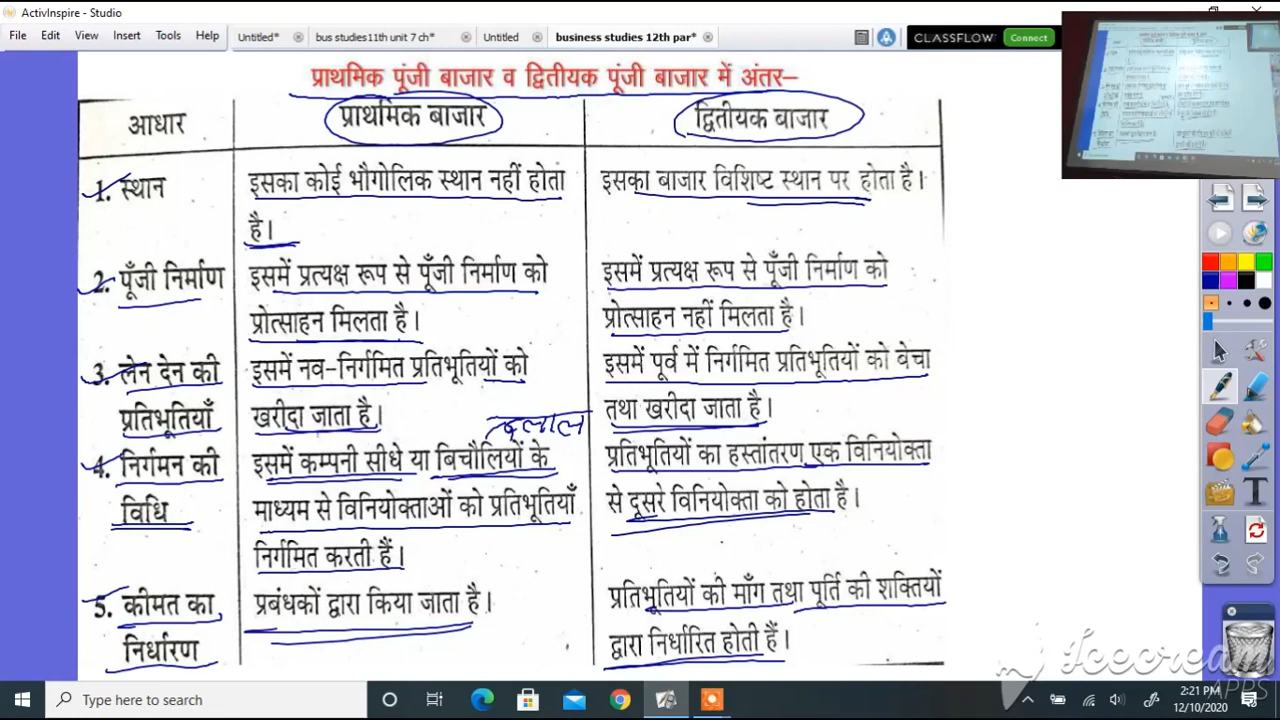 ActivInspire - Studio
File Edit View Insert Tools Help
Untitled* bus studies11th unit 7 ch* Untitled business studies 12th par*
CLASSFLOW Connect
प्राथमिक पूंजी बाजार व द्वितीयक पूंजी बाजार में अंतर–
आधार प्राथमिक बाजार द्वितीयक बाजार
1. स्थान इसका कोई भौगोलिक स्थान नहीं होता इसका बाजार विशिष्ट स्थान पर होता है।
है।
2. पूँजी निर्माण इसमें प्रत्यक्ष रूप से पूँजी निर्माण को इसमें प्रत्यक्ष रूप से पूँजी निर्माण को
प्रोत्साहन मिलता है। प्रोत्साहन नहीं मिलता है।
3. लेन देन की इसमें नव-निर्गमित प्रतिभूतियों को इसमें पूर्व में निर्गमित प्रतिभूतियों को वेचा
प्रतिभूतियाँ खरीदा जाता है। तथा खरीदा जाता है।
दलाल
4. निर्गमन की इसमें कम्पनी सीधे या बिचौलियों के प्रतिभूतियों का हस्तांतरण एक विनियोक्ता
विधि माध्यम से विनियोक्ताओं को प्रतिभूतियाँ से दूसरे विनियोक्ता को होता है।
निर्गमित करती हैं।
5. कीमत का प्रबंधकों द्वारा किया जाता है। प्रतिभूतियों की माँग तथा पूर्ति की शक्तियों
निर्धारण द्वारा निर्धारित होती हैं।
Icecream
APPS
Type here to search
2:21 PM
12/10/2020